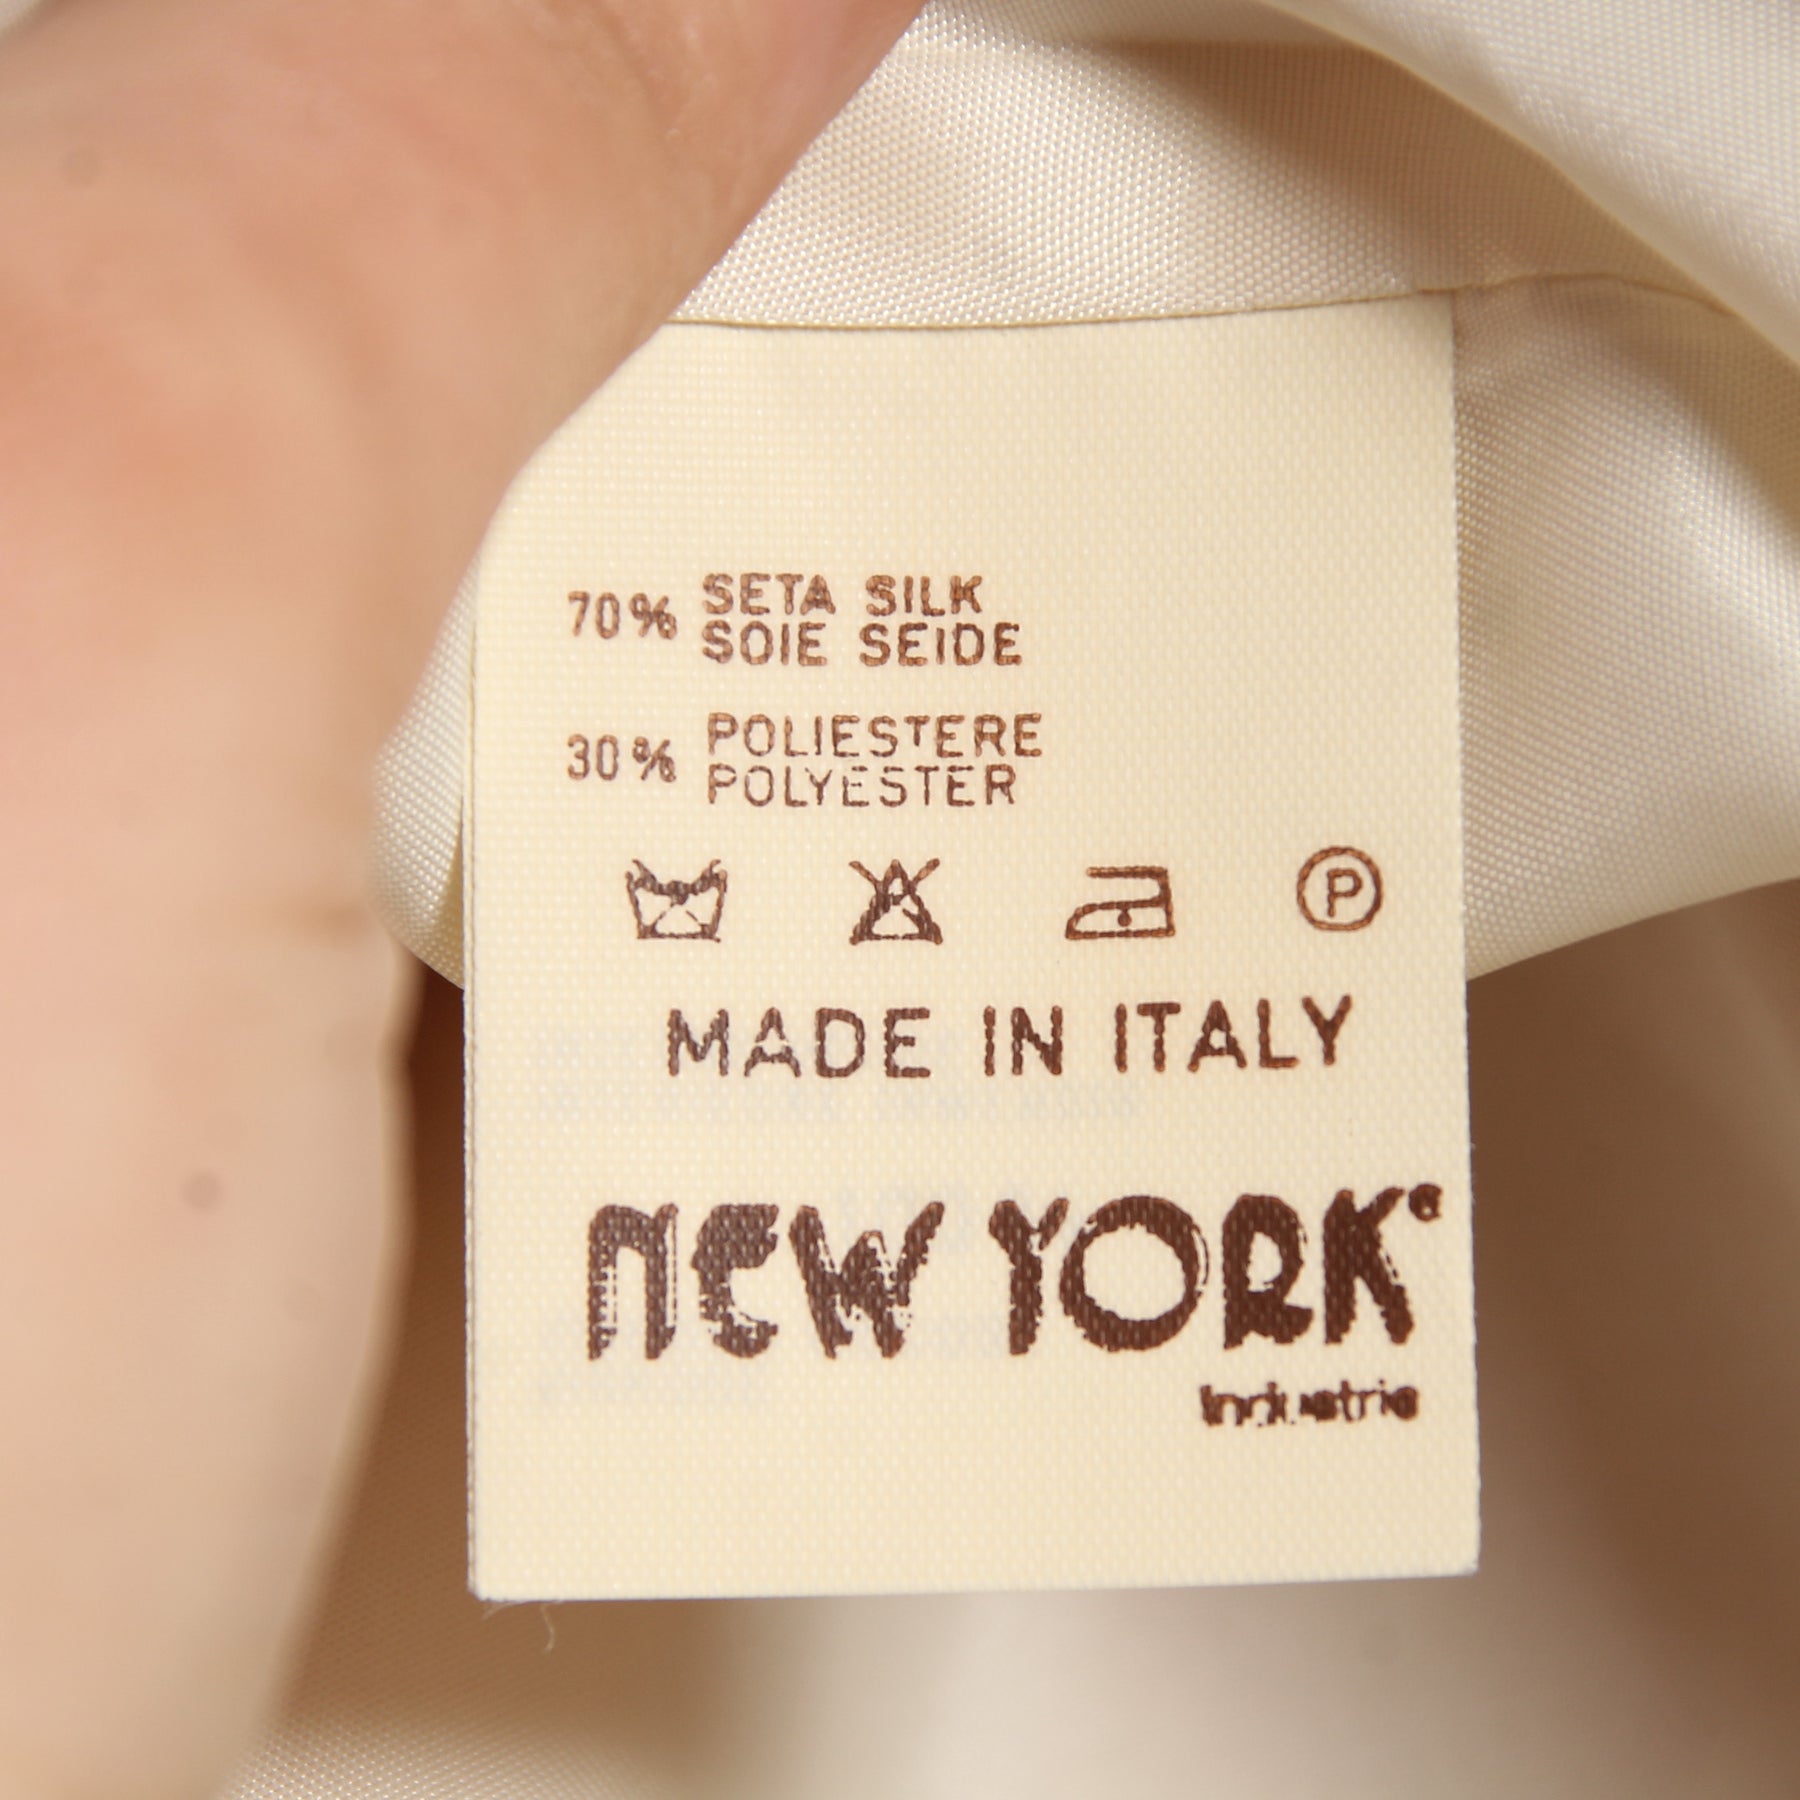 70% SETA SILK
SOIE SEIDE
30% POLIESTERE
POLYESTER
P
MADE IN ITALY
NEW YORK®
Industrie